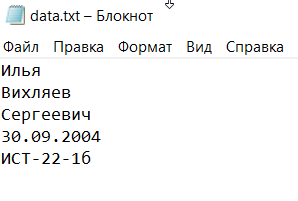 data.txt – Блокнот
Файл Правка Формат Вид Справка
Илья
Вихляев
Сергеевич
30.09.2004
ИСТ-22-1б